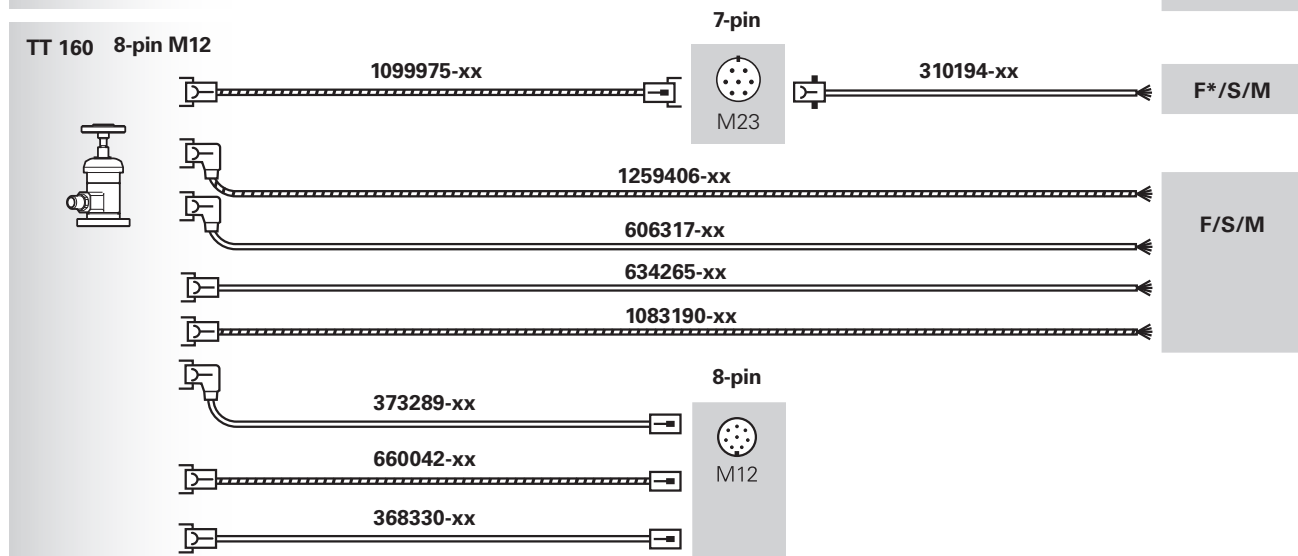 7-pin
TT 160 8-pin M12
1099975-xx
310194-xx
F*/S/M
M23
1259406-xx
606317-xx
F/S/M
634265-xx
1083190-xx
8-pin
373289-xx
660042-xx
M12
368330-xx